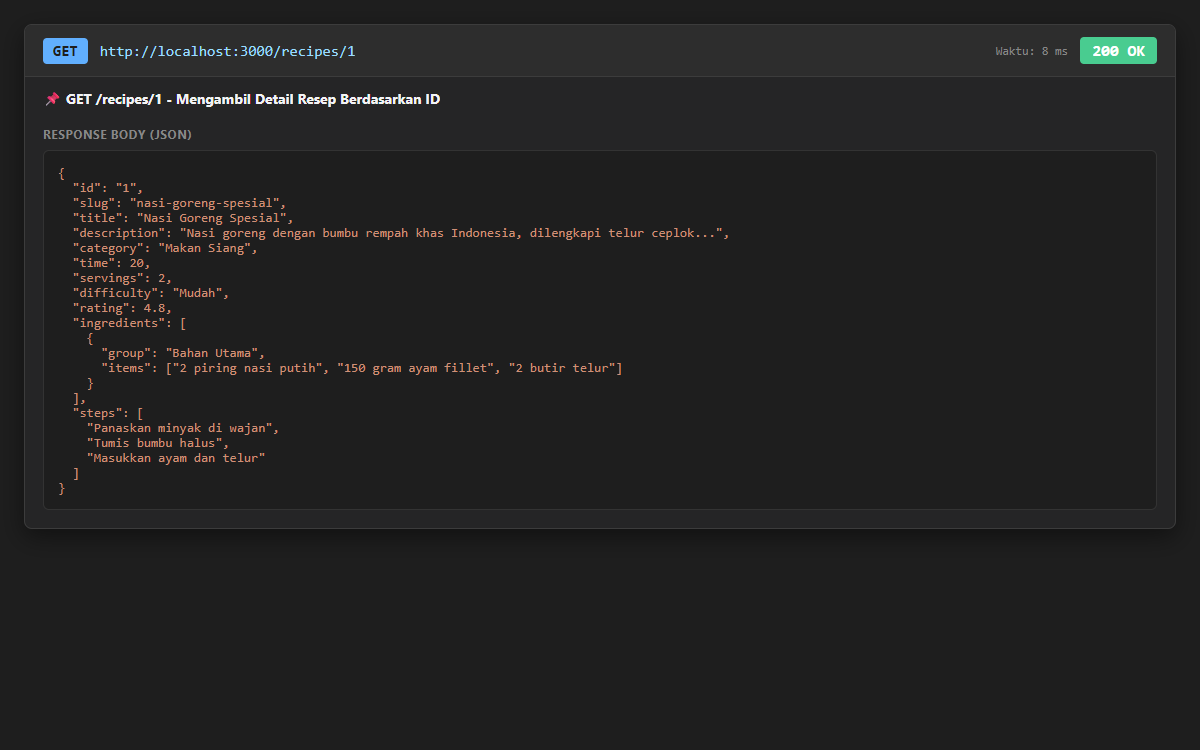 GET http://localhost:3000/recipes/1 Waktu: 8 ms 200 OK
📌 GET /recipes/1 - Mengambil Detail Resep Berdasarkan ID
RESPONSE BODY (JSON)
{
  "id": "1",
  "slug": "nasi-goreng-spesial",
  "title": "Nasi Goreng Spesial",
  "description": "Nasi goreng dengan bumbu rempah khas Indonesia, dilengkapi telur ceplok...",
  "category": "Makan Siang",
  "time": 20,
  "servings": 2,
  "difficulty": "Mudah",
  "rating": 4.8,
  "ingredients": [
    {
      "group": "Bahan Utama",
      "items": ["2 piring nasi putih", "150 gram ayam fillet", "2 butir telur"]
    }
  ],
  "steps": [
    "Panaskan minyak di wajan",
    "Tumis bumbu halus",
    "Masukkan ayam dan telur"
  ]
}